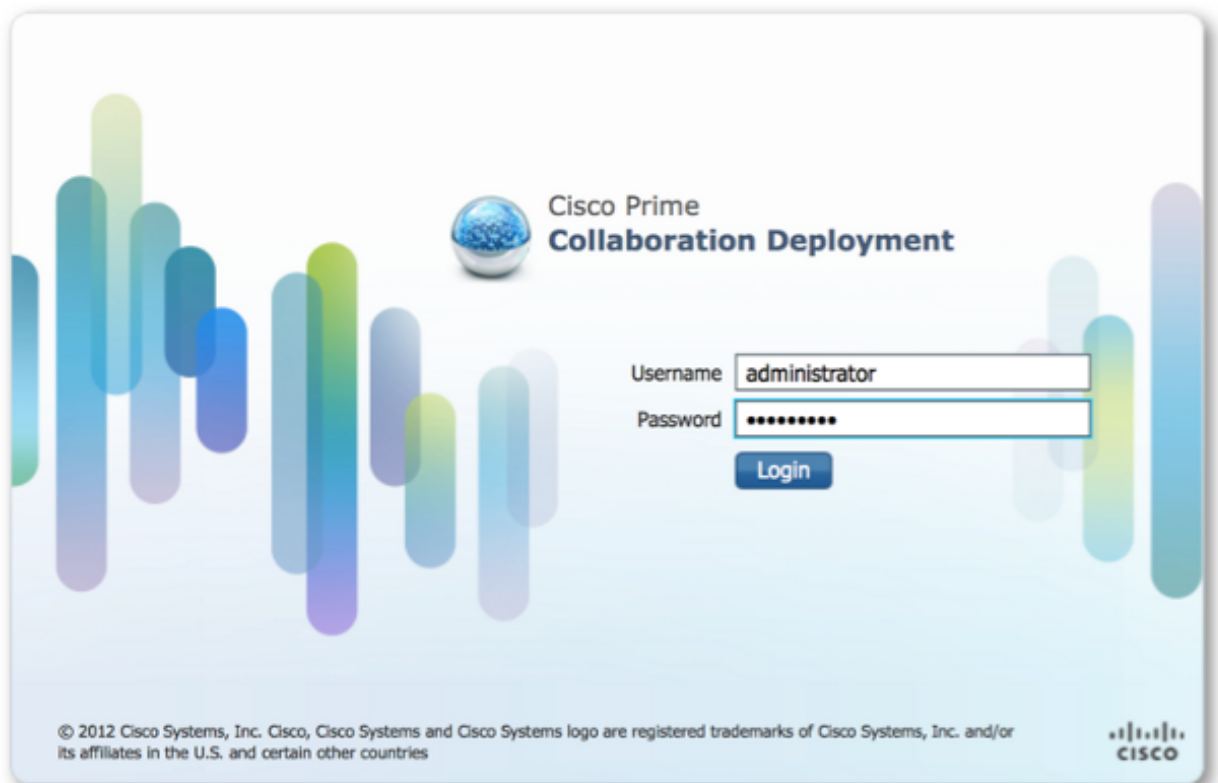 Cisco Prime
Collaboration Deployment
Username administrator
Password •••••••••
Login
© 2012 Cisco Systems, Inc. Cisco, Cisco Systems and Cisco Systems logo are registered trademarks of Cisco Systems, Inc. and/or
its affiliates in the U.S. and certain other countries
CISCO